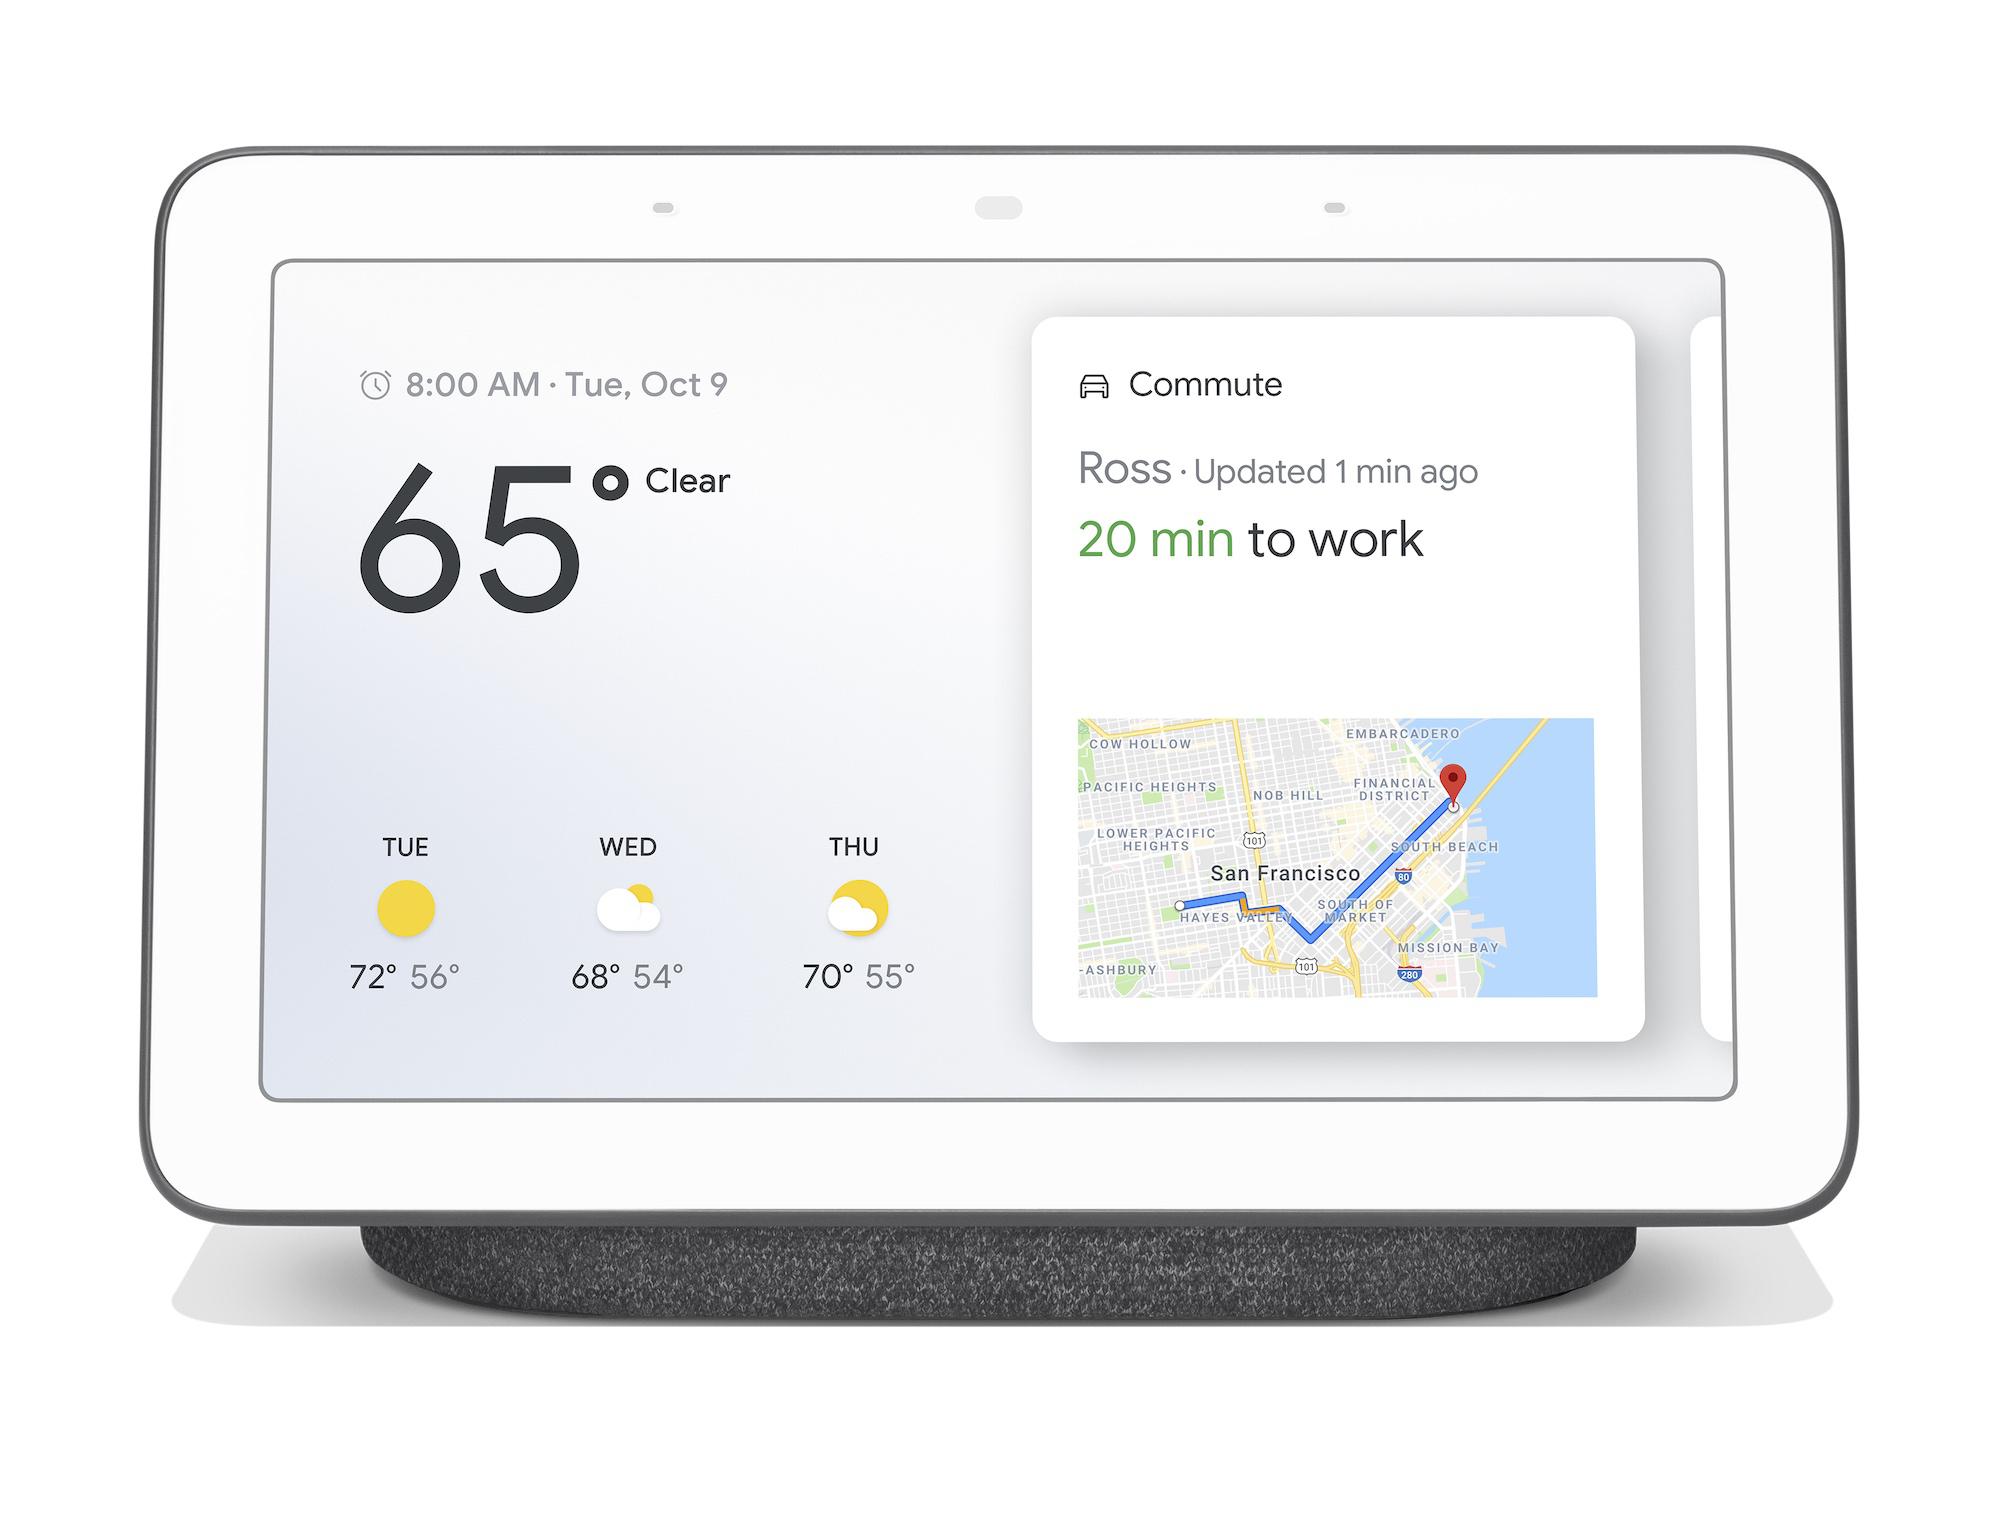 8:00 AM · Tue, Oct 9
65° Clear
TUE WED THU
72° 56° 68° 54° 70° 55°
Commute
Ross · Updated 1 min ago
20 min to work
EMBARCADERO
COW HOLLOW
PACIFIC HEIGHTS
NOB HILL
FINANCIAL
DISTRICT
LOWER PACIFIC
HEIGHTS
101
SOUTH BEACH
San Francisco
80
HAYES VALLEY
SOUTH OF
MARKET
MISSION BAY
-ASHBURY
101
280